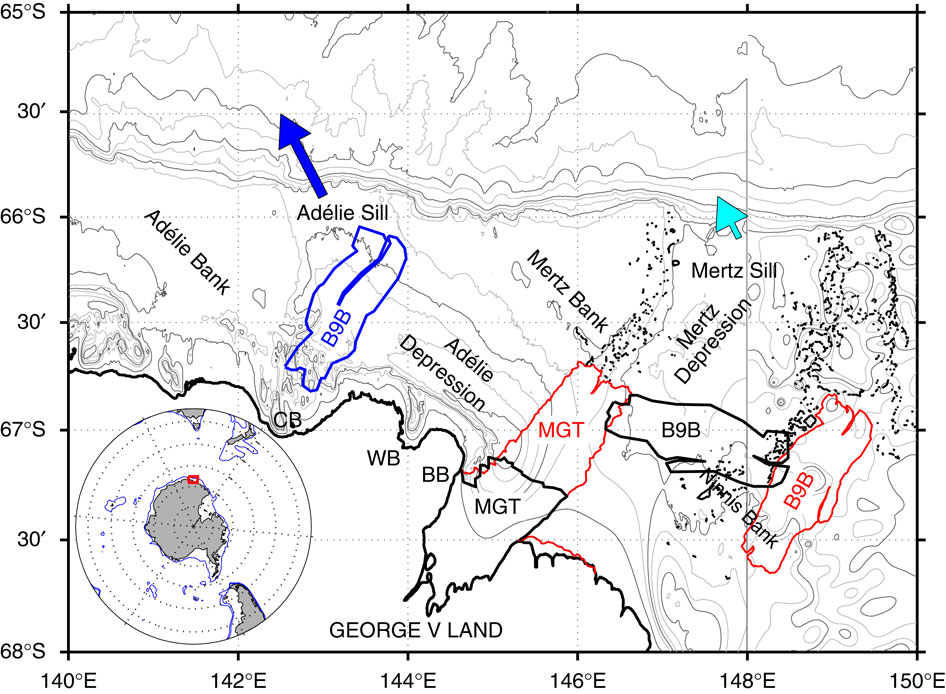 65°S
30′
66°S
30′
67°S
30′
68°S
140°E
142°E
144°E
146°E
148°E
150°E
Adélie Sill
Adélie Bank
Mertz Bank
Mertz Sill
Mertz
Depression
Adélie
Depression
B9B
MGT
B9B
CB
WB
BB
MGT
B9B
Ninnis Bank
GEORGE V LAND